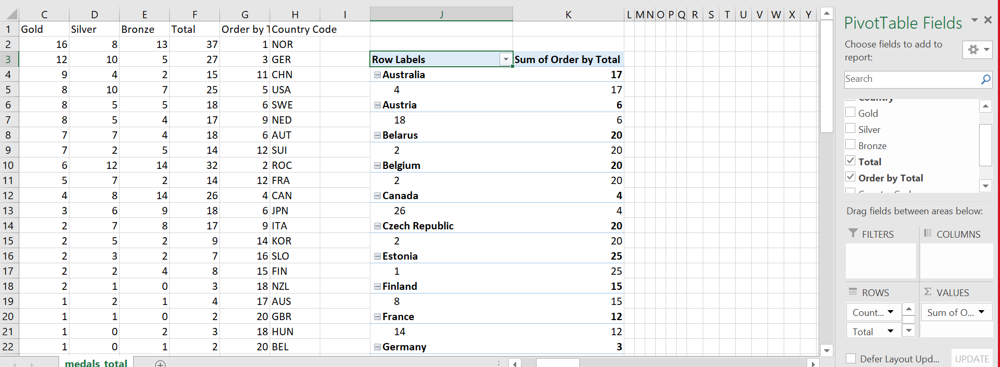 C D E F G H I J K L M N O P Q R S T U V W X Y
1 Gold Silver Bronze Total Order by T Country Code
2 16 8 13 37 1 NOR
3 12 10 5 27 3 GER Row Labels Sum of Order by Total
4 9 4 2 15 11 CHN Australia 17
5 8 10 7 25 5 USA 4 17
6 8 5 5 18 6 SWE Austria 6
7 8 5 4 17 9 NED 18 6
8 7 7 4 18 6 AUT Belarus 20
9 7 2 5 14 12 SUI 2 20
10 6 12 14 32 2 ROC Belgium 20
11 5 7 2 14 12 FRA 2 20
12 4 8 14 26 4 CAN Canada 4
13 3 6 9 18 6 JPN 26 4
14 2 7 8 17 9 ITA Czech Republic 20
15 2 5 2 9 14 KOR 2 20
16 2 3 2 7 16 SLO Estonia 25
17 2 2 4 8 15 FIN 1 25
18 2 1 0 3 18 NZL Finland 15
19 1 2 1 4 17 AUS 8 15
20 1 1 0 2 20 GBR France 12
21 1 0 2 3 18 HUN 14 12
22 1 0 1 2 20 BEL Germany 3
medals_total
PivotTable Fields
Choose fields to add to
report:
Search
Country
Gold
Silver
Bronze
Total
Order by Total
Drag fields between areas below:
FILTERS
COLUMNS
ROWS
Count...
Total
Σ VALUES
Sum of O...
Defer Layout Upd...
UPDATE